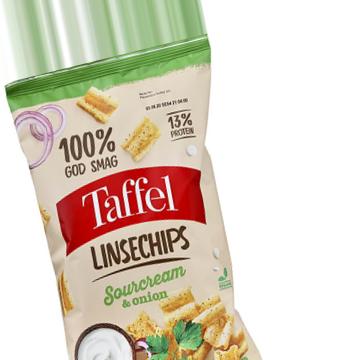 100%
GOD SMAG
13%
PROTEIN
Taffel
LINSECHIPS
Sourcream
& onion